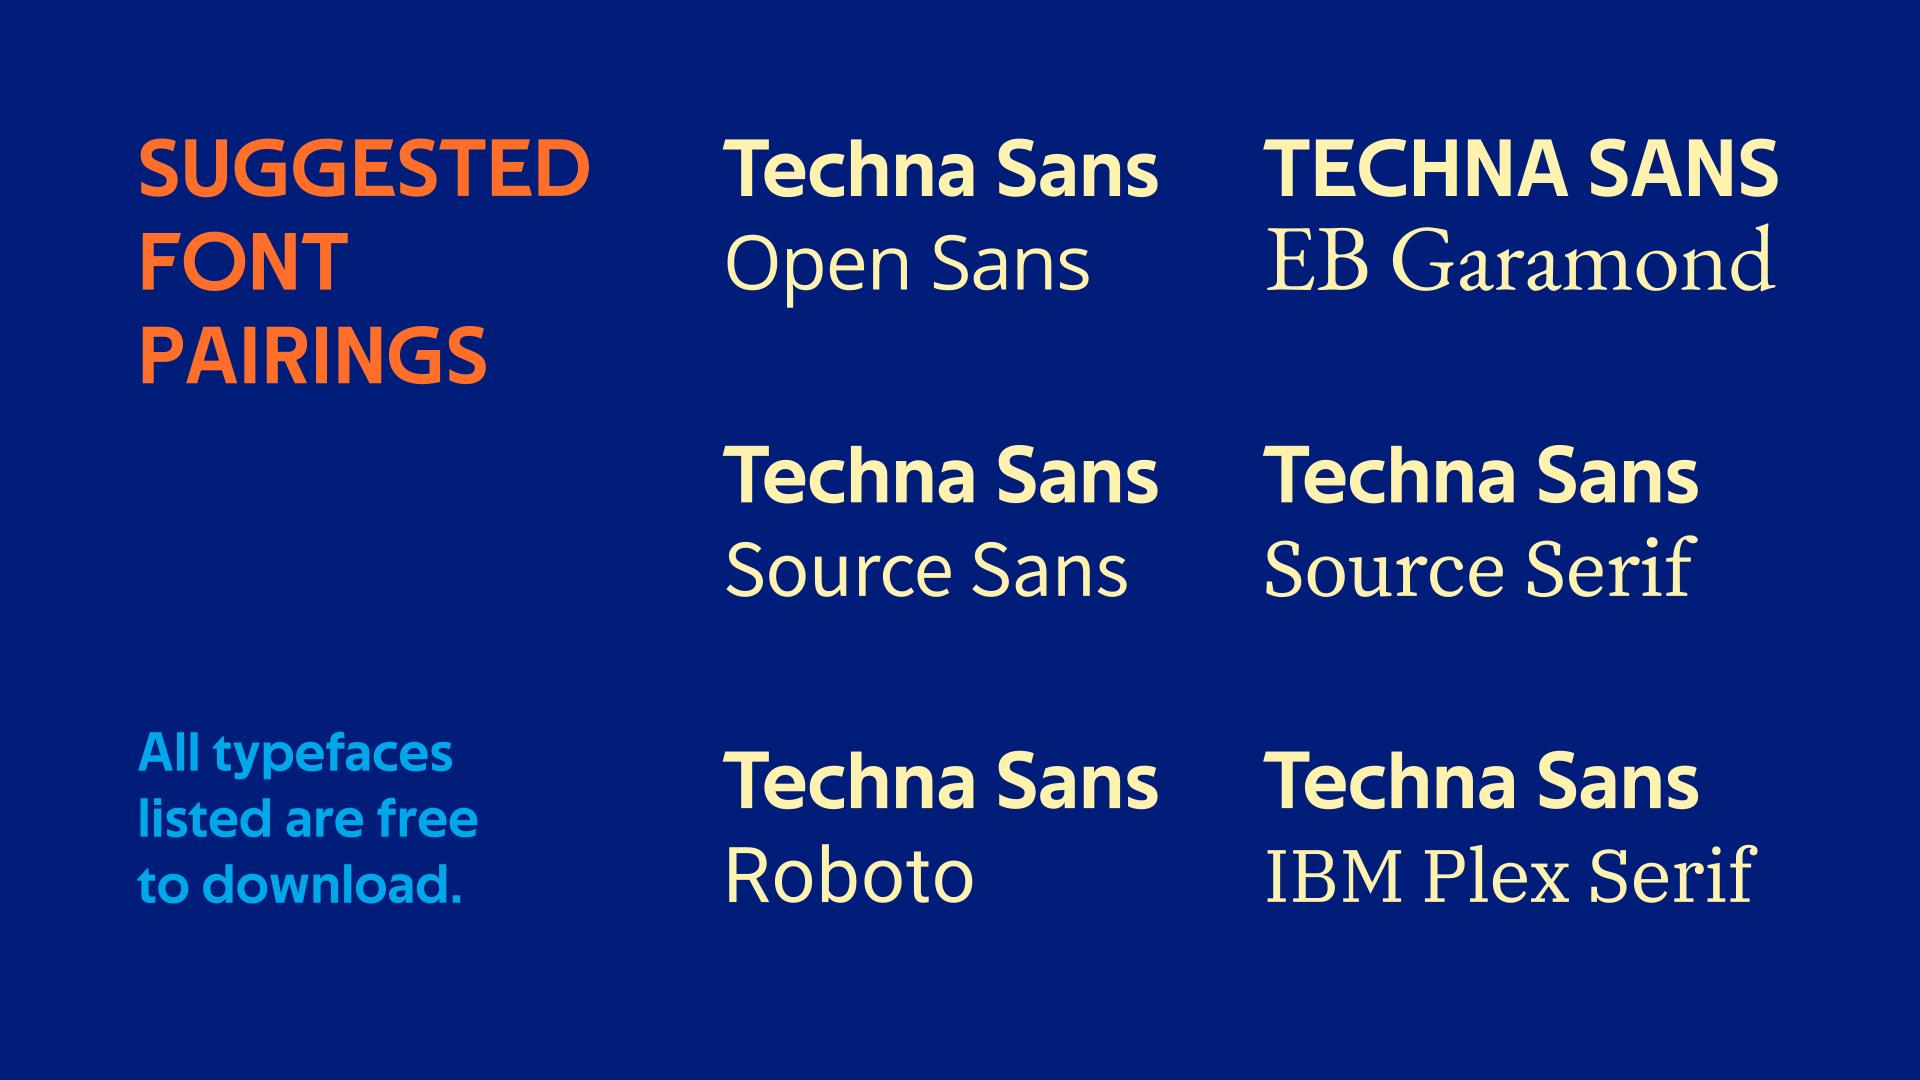 SUGGESTED
FONT
PAIRINGS
All typefaces
listed are free
to download.
Techna Sans
Open Sans
TECHNA SANS
EB Garamond
Techna Sans
Source Sans
Techna Sans
Source Serif
Techna Sans
Roboto
Techna Sans
IBM Plex Serif